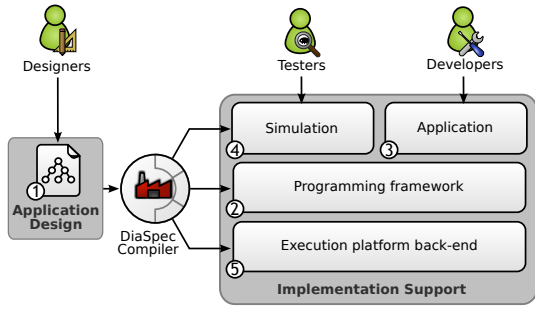 Designers
Testers
Developers
Simulation
4
Application
3
1
Application
Design
DiaSpec
Compiler
Programming framework
2
Execution platform back-end
5
Implementation Support